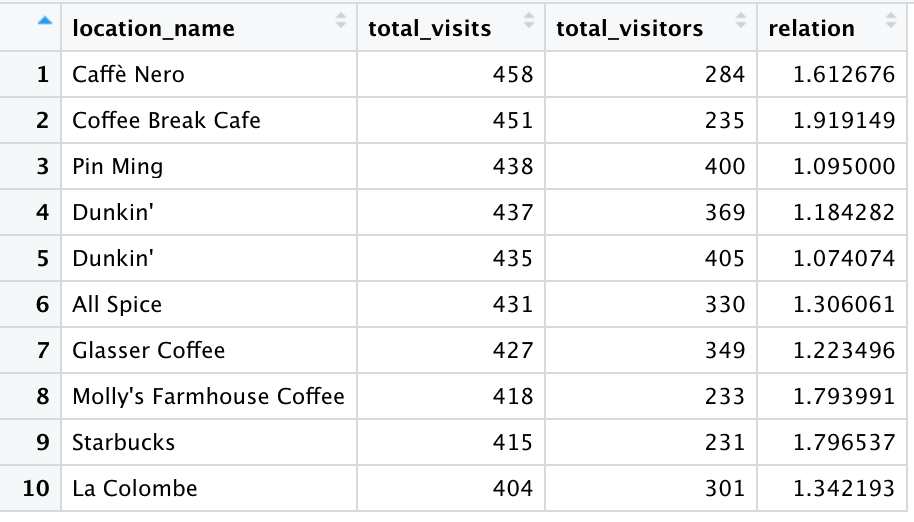 location_name total_visits total_visitors relation
1 Caffè Nero 458 284 1.612676
2 Coffee Break Cafe 451 235 1.919149
3 Pin Ming 438 400 1.095000
4 Dunkin' 437 369 1.184282
5 Dunkin' 435 405 1.074074
6 All Spice 431 330 1.306061
7 Glasser Coffee 427 349 1.223496
8 Molly's Farmhouse Coffee 418 233 1.793991
9 Starbucks 415 231 1.796537
10 La Colombe 404 301 1.342193